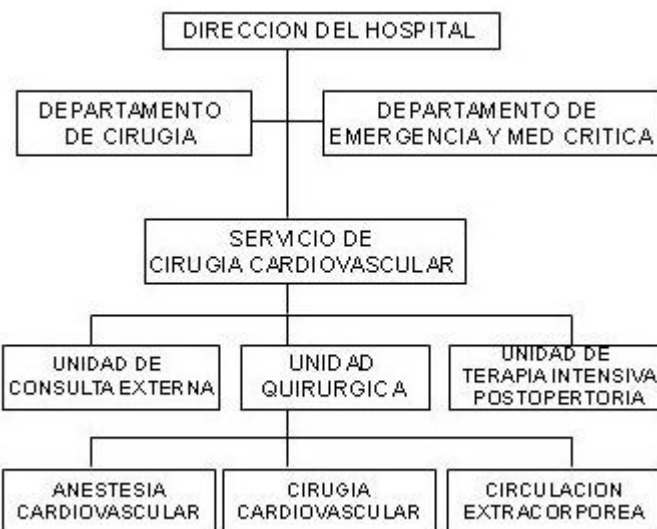 DIRECCION DEL HOSPITAL
DEPARTAMENTO
DE CIRUGIA
DEPARTAMENTO DE
EMERGENCIA Y MED CRITICA
SERVICIO DE
CIRUGIA CARDIOVASCULAR
UNIDAD DE
CONSULTA EXTERNA
UNIDAD
QUIRURGICA
UNIDAD DE
TERAPIA INTENSIVA
POSTOPERTORIA
ANESTESIA
CARDIOVASCULAR
CIRUGIA
CARDIOVASCULAR
CIRCULACION
EXTRACORPOREA